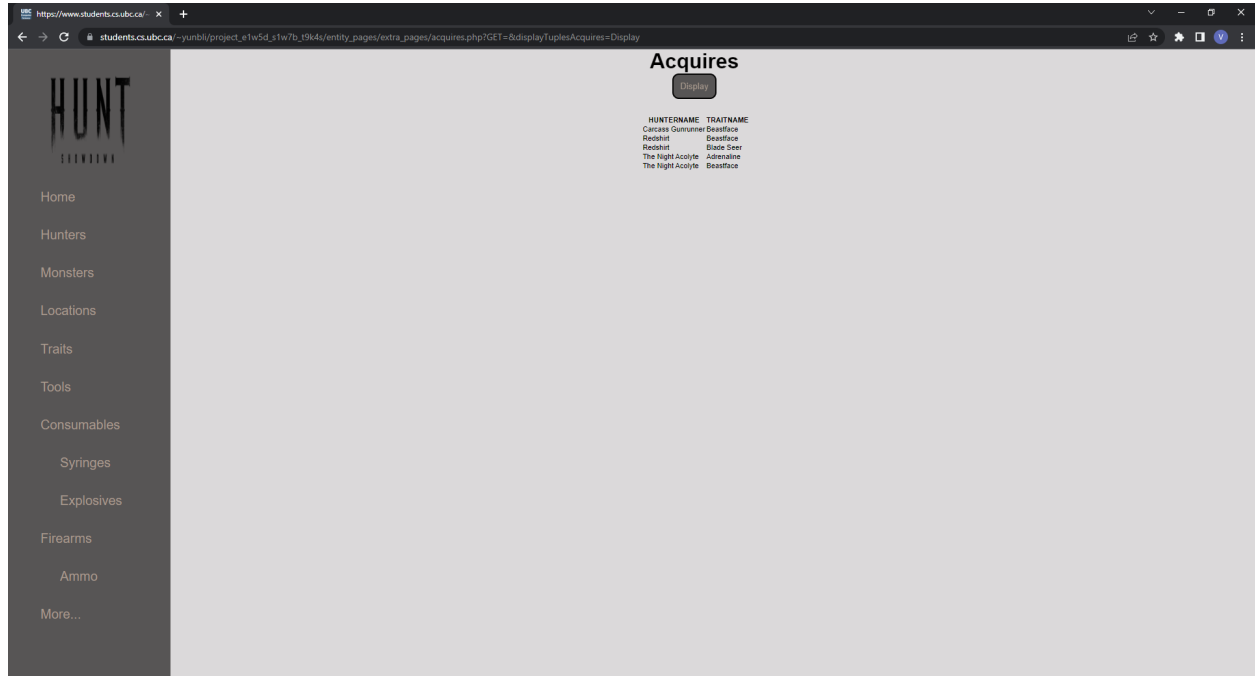 https://www.students.cs.ubc.ca/~
students.cs.ubc.ca/~yunbli/project_e1w5d_s1w7b_t9k4s/entity_pages/extra_pages/acquires.php?GET=&displayTuplesAcquires=Display
V
HUNT
SHOWDOWN
Home
Hunters
Monsters
Locations
Traits
Tools
Consumables
Syringes
Explosives
Firearms
Ammo
More...
Acquires
Display
HUNTERNAME TRAITNAME
Carcass Gunrunner Beastface
Redshirt Beastface
Redshirt Blade Seer
The Night Acolyte Adrenaline
The Night Acolyte Beastface